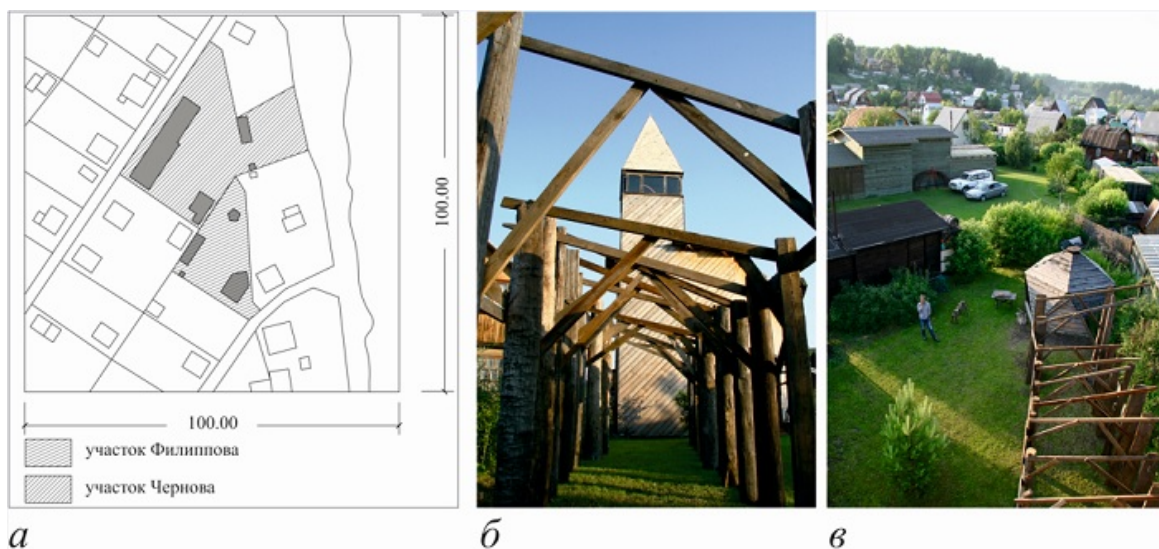 100.00
100.00
участок Филиппова
участок Чернова
а
б
в